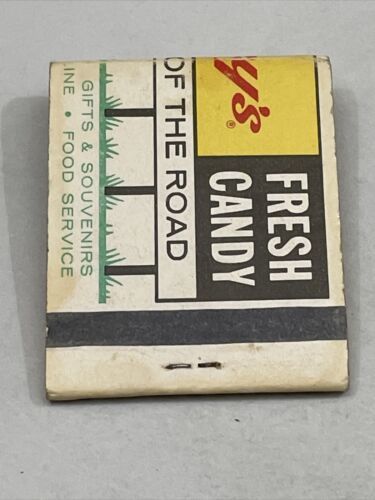 y's®
FRESH
CANDY
OF THE ROAD
GIFTS & SOUVENIRS
INE • FOOD SERVICE